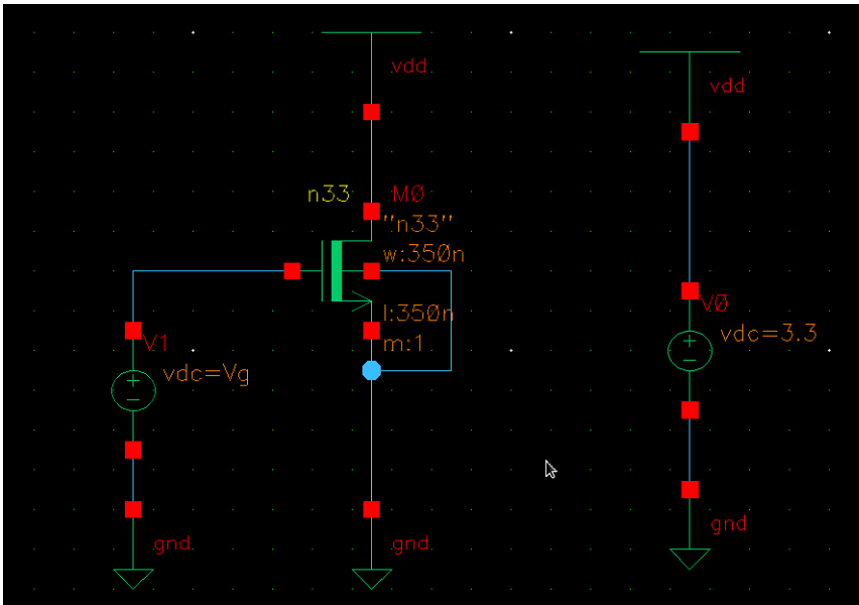 vdd
vdd
n33
M0
"n33"
w:350n
l:350n
m:1
V1
vdc=Vg
V0
vdc=3.3
gnd
gnd
gnd